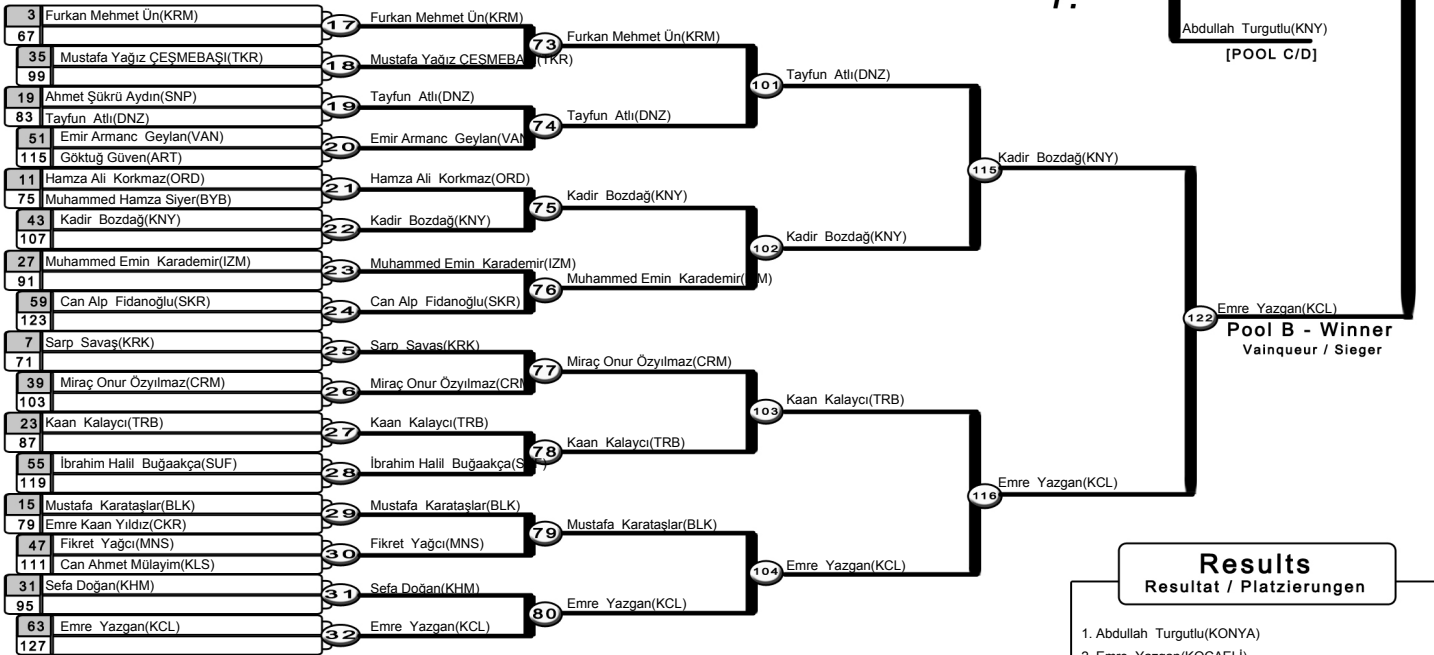 1.
Abdullah Turgutlu(KNY)
[POOL C/D]
3 Furkan Mehmet Ün(KRM)
67
35 Mustafa Yağız ÇEŞMEBAŞI(TKR)
99
19 Ahmet Şükrü Aydın(SNP)
83 Tayfun Atlı(DNZ)
51 Emir Armanc Geylan(VAN)
115 Göktuğ Güven(ART)
11 Hamza Ali Korkmaz(ORD)
75 Muhammed Hamza Siyer(BYB)
43 Kadir Bozdağ(KNY)
107
27 Muhammed Emin Karademir(IZM)
91
59 Can Alp Fidanoğlu(SKR)
123
7 Sarp Savaş(KRK)
71
39 Miraç Onur Özyılmaz(CRM)
103
23 Kaan Kalaycı(TRB)
87
55 İbrahim Halil Buğaakça(SUF)
119
15 Mustafa Karataşlar(BLK)
79 Emre Kaan Yıldız(CKR)
47 Fikret Yağcı(MNS)
111 Can Ahmet Mülayim(KLS)
31 Sefa Doğan(KHM)
95
63 Emre Yazgan(KCL)
127
17 Furkan Mehmet Ün(KRM)
18 Mustafa Yağız ÇEŞMEBAŞI(TKR)
19 Tayfun Atlı(DNZ)
20 Emir Armanc Geylan(VAN
21 Hamza Ali Korkmaz(ORD)
22 Kadir Bozdağ(KNY)
23 Muhammed Emin Karademir(IZM)
24 Can Alp Fidanoğlu(SKR)
25 Sarp Savaş(KRK)
26 Miraç Onur Özyılmaz(CRM
27 Kaan Kalaycı(TRB)
28 İbrahim Halil Buğaakça(SUF)
29 Mustafa Karataşlar(BLK)
30 Fikret Yağcı(MNS)
31 Sefa Doğan(KHM)
32 Emre Yazgan(KCL)
73 Furkan Mehmet Ün(KRM)
74 Tayfun Atlı(DNZ)
75 Kadir Bozdağ(KNY)
76 Muhammed Emin Karademir(IZM)
77 Miraç Onur Özyılmaz(CRM)
78 Kaan Kalaycı(TRB)
79 Mustafa Karataşlar(BLK)
80 Emre Yazgan(KCL)
101 Tayfun Atlı(DNZ)
102 Kadir Bozdağ(KNY)
103 Kaan Kalaycı(TRB)
104 Emre Yazgan(KCL)
115 Kadir Bozdağ(KNY)
116 Emre Yazgan(KCL)
122 Emre Yazgan(KCL)
Pool B - Winner
Vainqueur / Sieger
Results
Resultat / Platzierungen
1. Abdullah Turgutlu(KONYA)
2. Emre Yazgan(KOCAELİ)